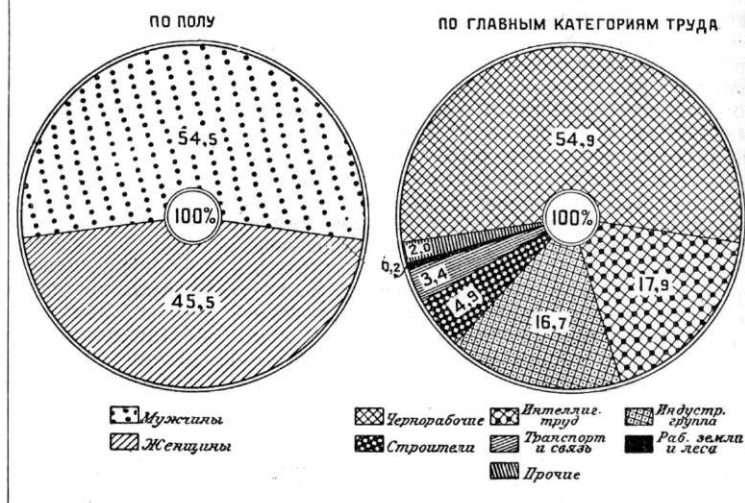 ПО ПОЛУ
54,5
100%
45,5
Мужчины
Женщины
ПО ГЛАВНЫМ КАТЕГОРИЯМ ТРУДА
54,9
100%
2,0
0,2
3,4
4,9
16,7
17,9
Чернорабочие
Интеллиг. труд
Индустр. группа
Строители
Транспорт и связь
Раб. земли и леса
Прочие